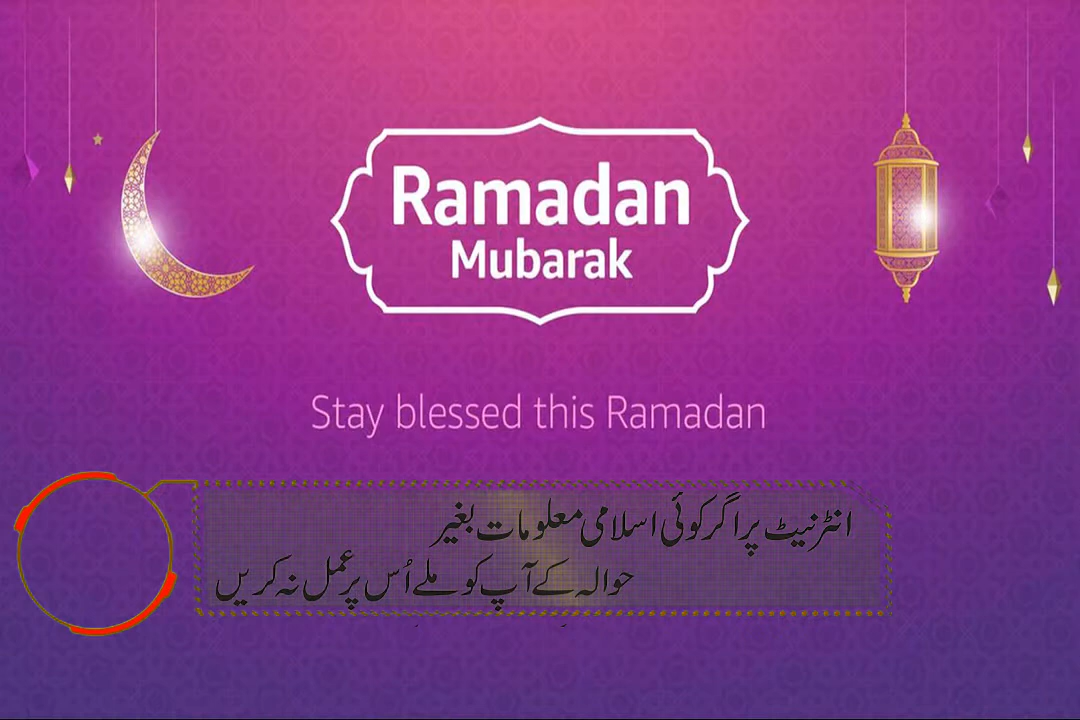 Ramadan
Mubarak
Stay blessed this Ramadan
انٹرنیٹ پر اگر کوئی اسلامی معلومات بغیر
حوالہ کے آپ کو ملے اُس پر عمل نہ کریں